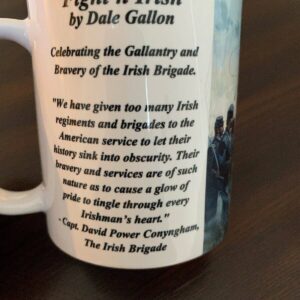 Fight'n Irish
by Dale Gallon
Celebrating the Gallantry and
Bravery of the Irish Brigade.
"We have given too many Irish
regiments and brigades to the
American service to let their
history sink into obscurity. Their
bravery and services are of such
nature as to cause a glow of
pride to tingle through every
Irishman's heart."
- Capt. David Power Conyngham,
The Irish Brigade